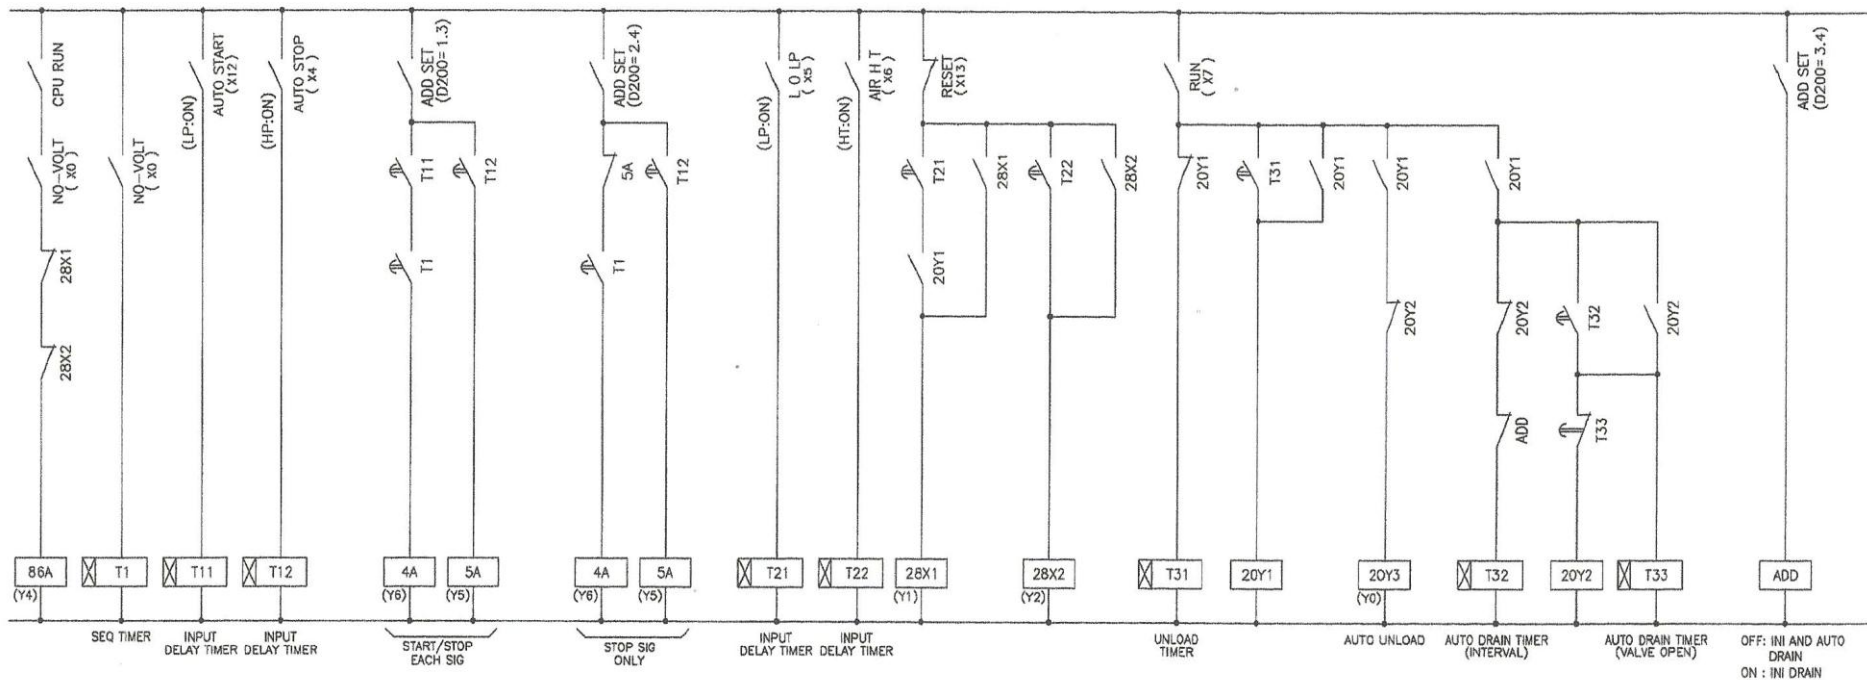 CPU RUN
NO-VOLT
( X0 )
28X1
28X2
86A
(Y4)
NO-VOLT
( X0 )
T1
SEQ TIMER
AUTO START
( X12 )
(LP:ON)
T11
INPUT
DELAY TIMER
AUTO STOP
( X4 )
(HP:ON)
T12
INPUT
DELAY TIMER
ADD SET
(D200= 1.3)
T11
T12
T1
4A
5A
(Y6)
(Y5)
START/STOP
EACH SIG
ADD SET
(D200= 2.4)
5A
T12
T1
4A
5A
(Y6)
(Y5)
STOP SIG
ONLY
L O LP
( X5 )
(LP:ON)
T21
INPUT
DELAY TIMER
AIR H T
( X6 )
(HT:ON)
T22
INPUT
DELAY TIMER
RESET
(X13)
T21
28X1
T22
28X2
20Y1
28X1
(Y1)
28X2
(Y2)
RUN
( X7 )
20Y1
T31
20Y1
20Y1
20Y1
20Y2
20Y2
T32
20Y2
ADD
T33
T31
UNLOAD
TIMER
20Y1
20Y3
(Y0)
AUTO UNLOAD
T32
AUTO DRAIN TIMER
(INTERVAL)
20Y2
T33
AUTO DRAIN TIMER
(VALVE OPEN)
ADD SET
(D200= 3.4)
ADD
OFF: INI AND AUTO
DRAIN
ON : INI DRAIN